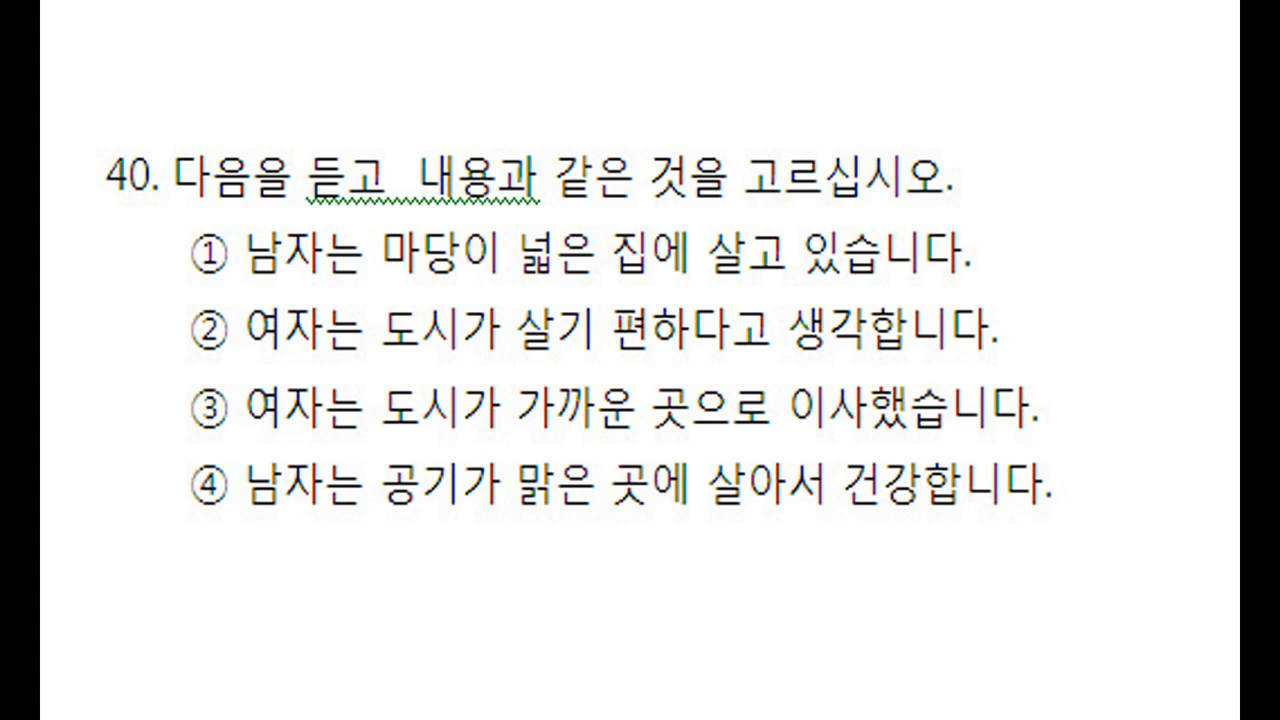 40. 다음을 듣고 내용과 같은 것을 고르십시오.
① 남자는 마당이 넓은 집에 살고 있습니다.
② 여자는 도시가 살기 편하다고 생각합니다.
③ 여자는 도시가 가까운 곳으로 이사했습니다.
④ 남자는 공기가 맑은 곳에 살아서 건강합니다.